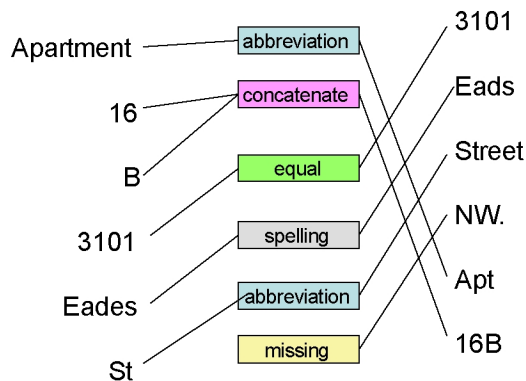 Apartment
16
B
3101
Eades
St
abbreviation
concatenate
equal
spelling
abbreviation
missing
3101
Eads
Street
NW.
Apt
16B